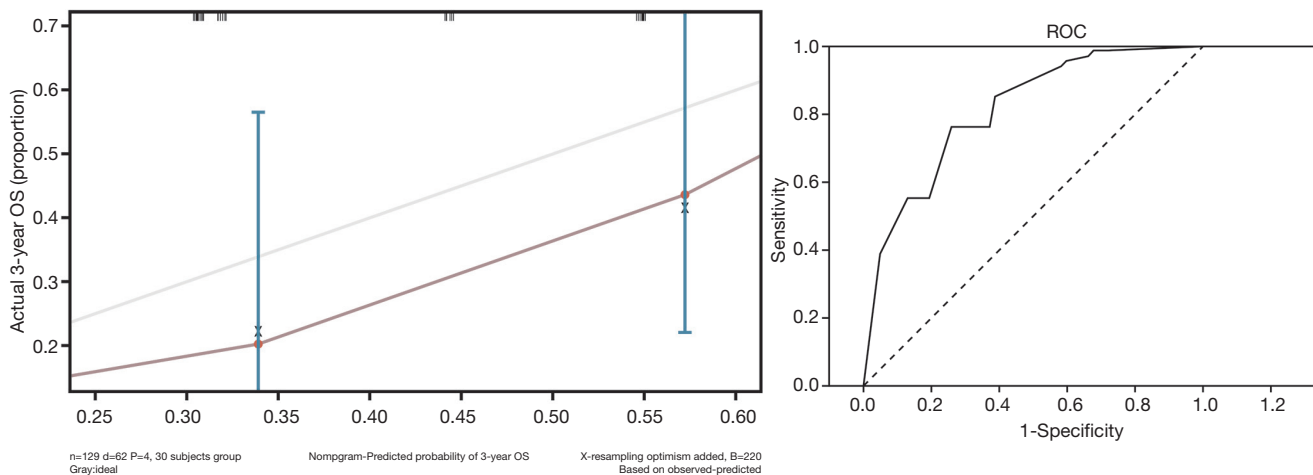 0.7
0.6
0.5
0.4
0.3
0.2
Actual 3-year OS (proportion)
0.25 0.30 0.35 0.40 0.45 0.50 0.55 0.60
n=129 d=62 P=4, 30 subjects group
Gray:ideal
Nompgram-Predicted probability of 3-year OS
X-resampling optimism added, B=220
Based on observed-predicted
ROC
1.0
0.8
0.6
0.4
0.2
0.0
Sensitivity
0.0 0.2 0.4 0.6 0.8 1.0 1.2
1-Specificity